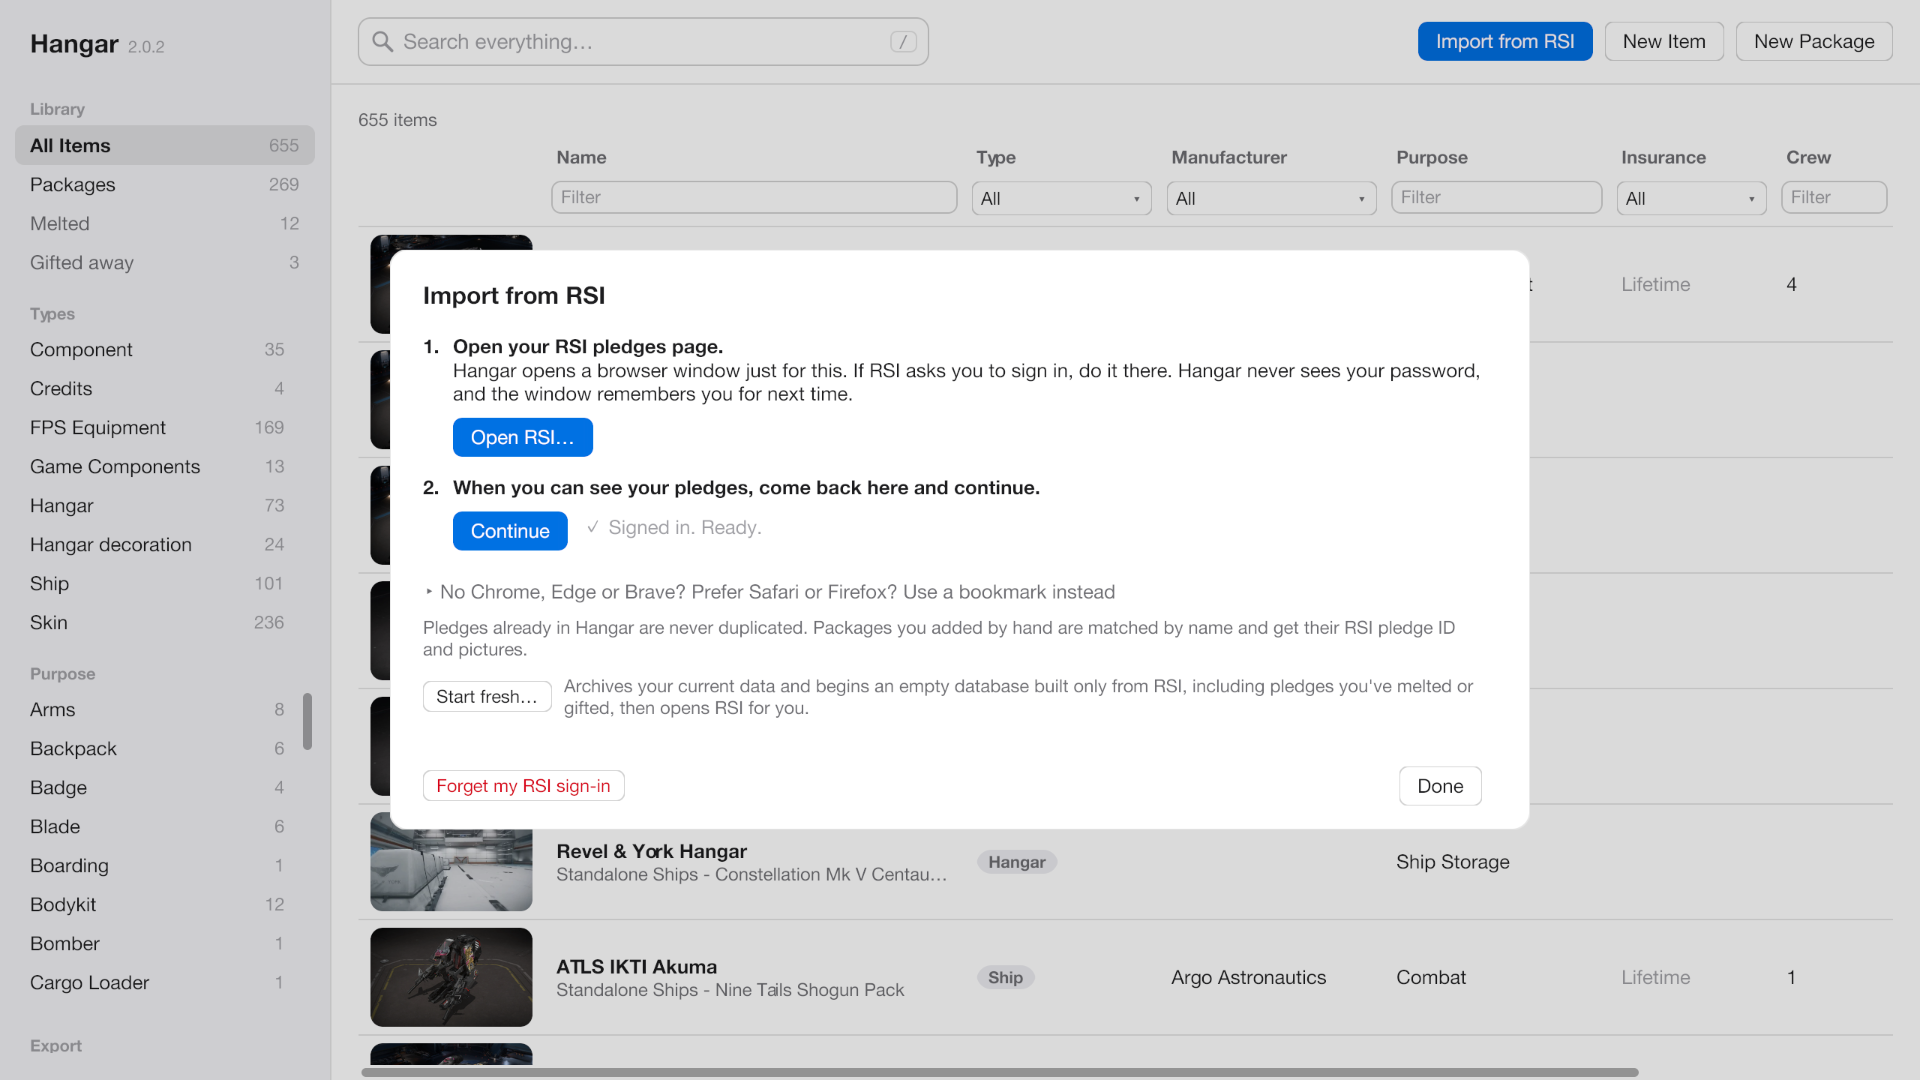 Hangar 2.0.2
Search everything… /
Import from RSI
New Item
New Package
Library
All Items 655
Packages 269
Melted 12
Gifted away 3
Types
Component 35
Credits 4
FPS Equipment 169
Game Components 13
Hangar 73
Hangar decoration 24
Ship 101
Skin 236
Purpose
Arms 8
Backpack 6
Badge 4
Blade 6
Boarding 1
Bodykit 12
Bomber 1
Cargo Loader 1
Export
655 items
Name Type Manufacturer Purpose Insurance Crew
Filter All All Filter All Filter
Lifetime 4
Import from RSI
1. Open your RSI pledges page.
Hangar opens a browser window just for this. If RSI asks you to sign in, do it there. Hangar never sees your password,
and the window remembers you for next time.
Open RSI…
2. When you can see your pledges, come back here and continue.
Continue ✓ Signed in. Ready.
‣ No Chrome, Edge or Brave? Prefer Safari or Firefox? Use a bookmark instead
Pledges already in Hangar are never duplicated. Packages you added by hand are matched by name and get their RSI pledge ID
and pictures.
Start fresh…
Archives your current data and begins an empty database built only from RSI, including pledges you've melted or
gifted, then opens RSI for you.
Forget my RSI sign-in
Done
Revel & York Hangar
Standalone Ships - Constellation Mk V Centau…
Hangar
Ship Storage
ATLS IKTI Akuma
Standalone Ships - Nine Tails Shogun Pack
Ship
Argo Astronautics
Combat
Lifetime
1